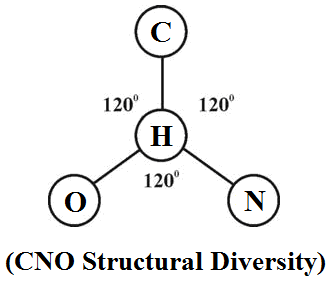 C
120⁰ 120⁰
H
120⁰
O N
(CNO Structural Diversity)